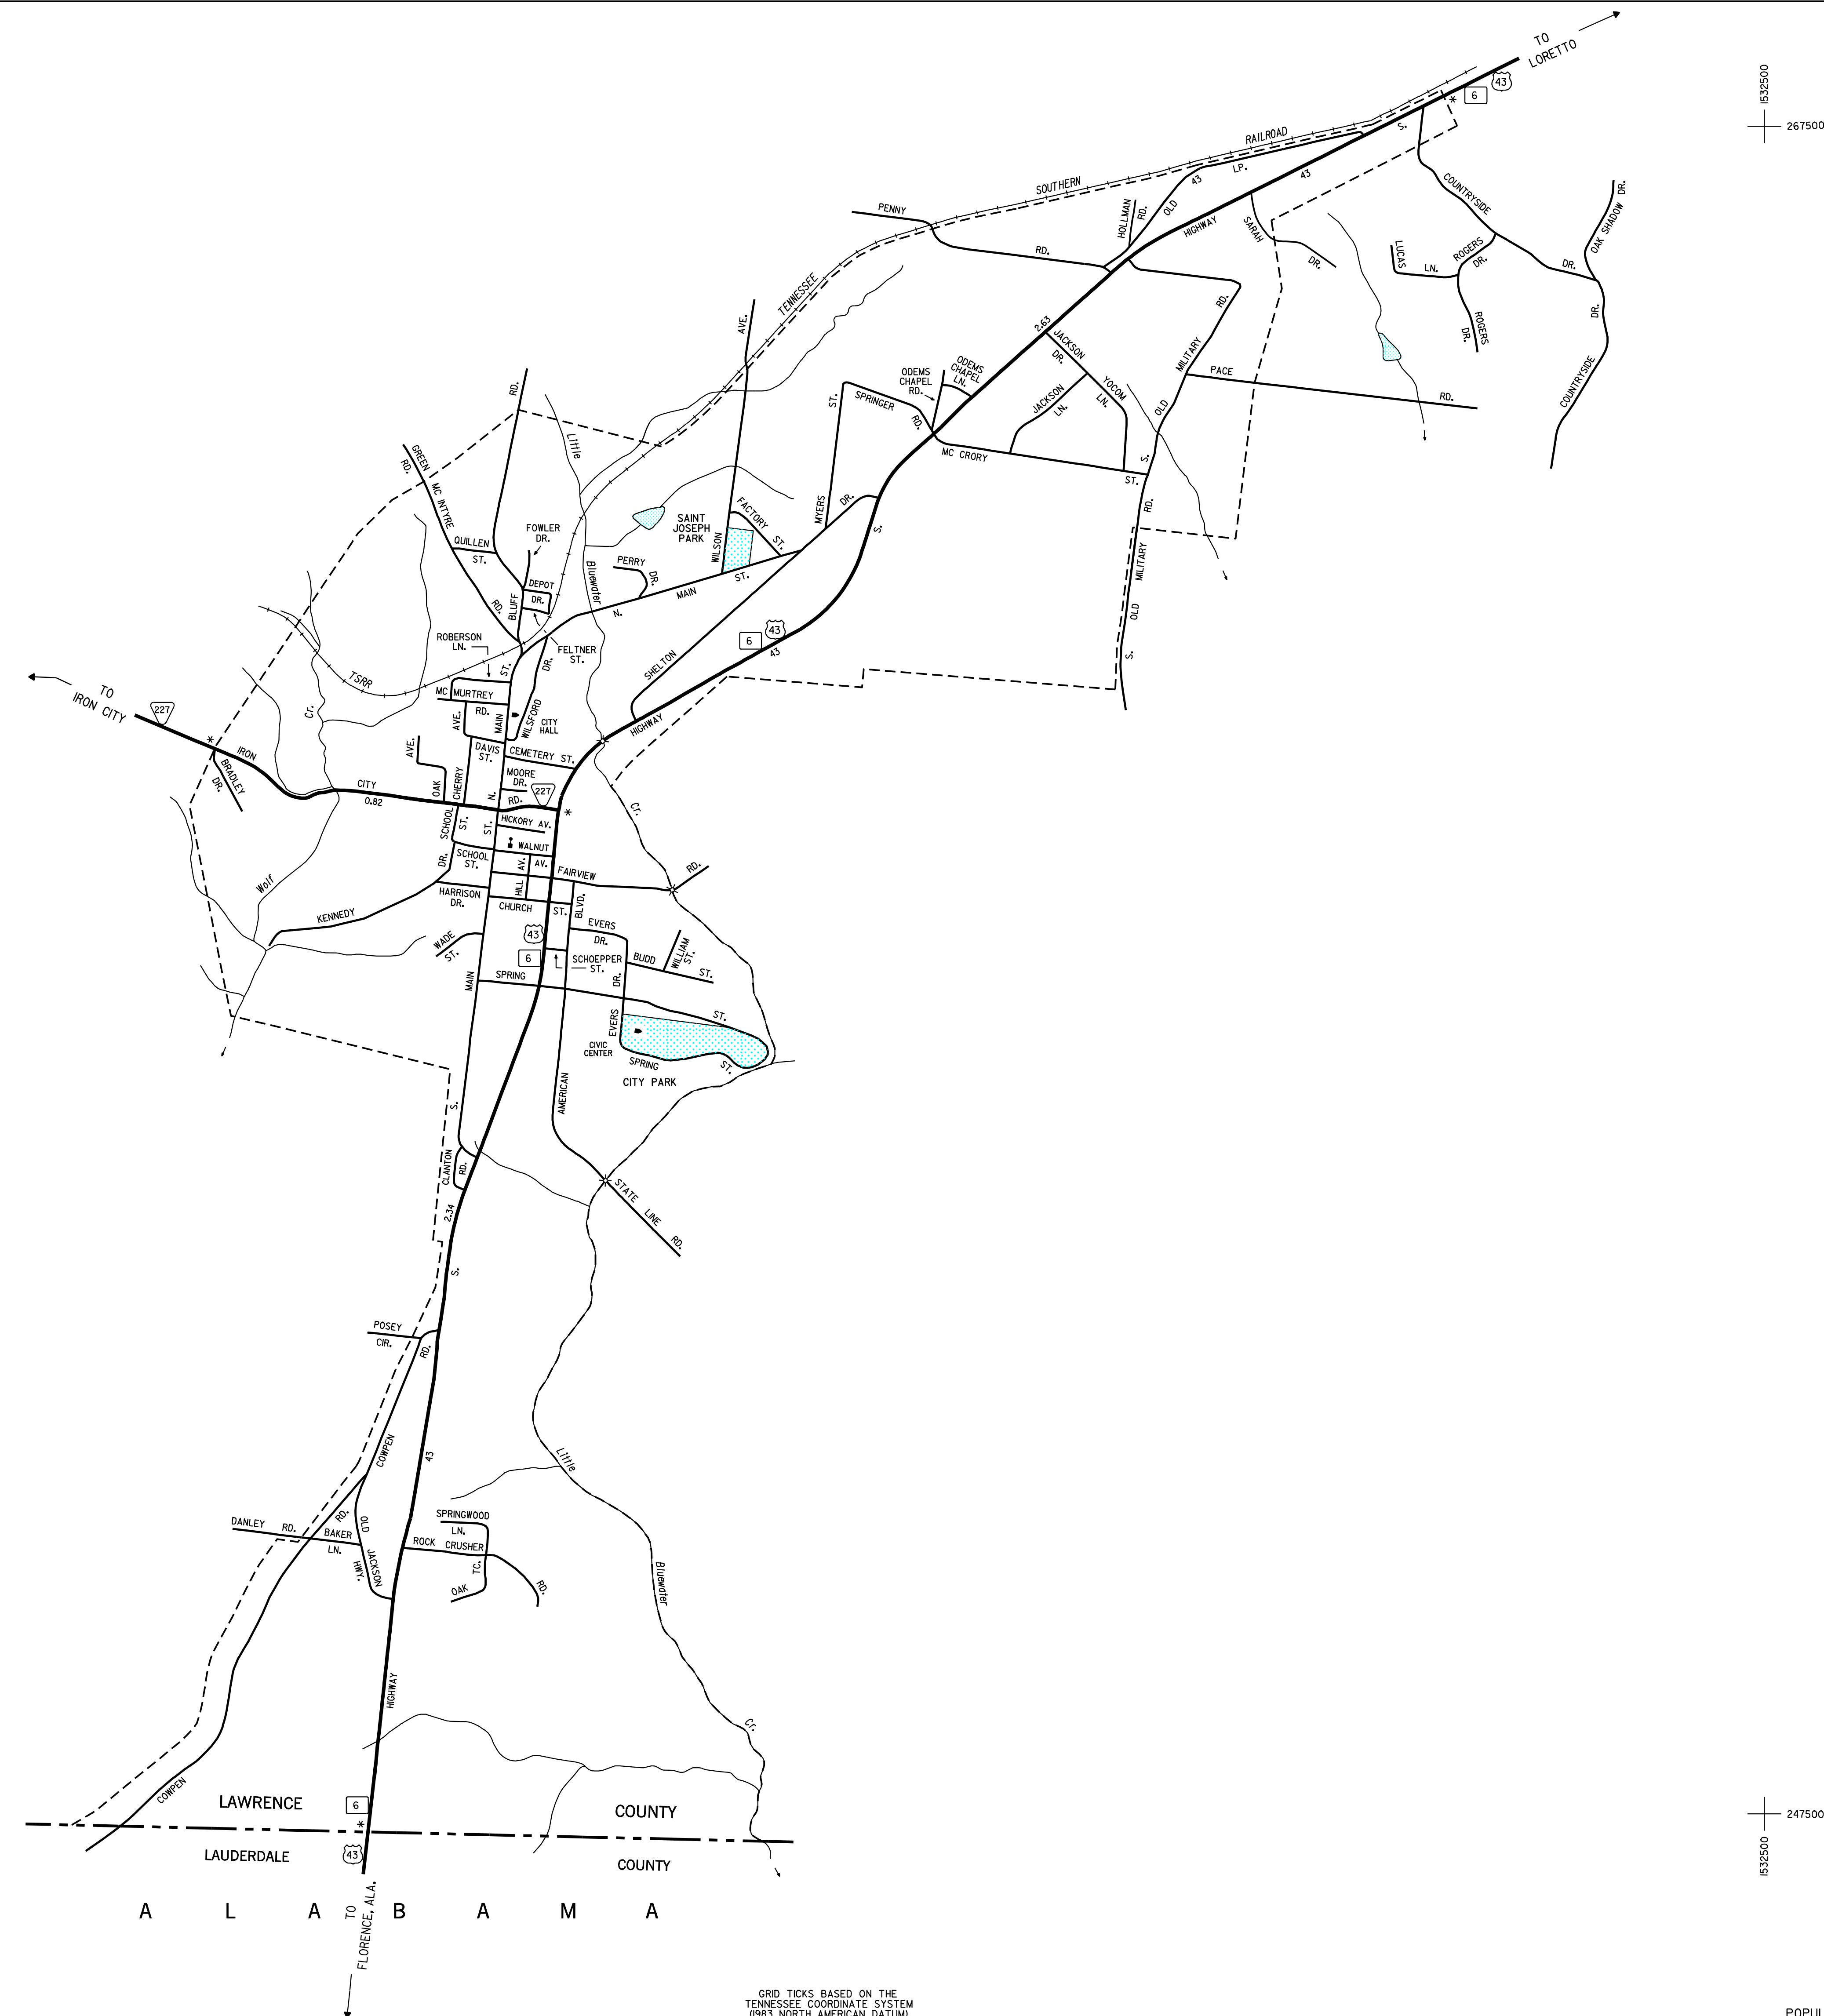 TO
LORETTO
1532500
267500
43
6
S.
RAILROAD
LP.
43
43
OLD
SOUTHERN
TENNESSEE
PENNY
RD.
HOLLMAN
RD.
HIGHWAY
SARAH
DR.
COUNTRYSIDE
DR.
OAK SHADOW DR.
LUCAS
LN.
ROGERS
DR.
ROGERS
DR.
DR.
COUNTRYSIDE
AVE.
2.63
JACKSON
DR.
YOCOM
LN.
JACKSON
LN.
RD.
MILITARY
OLD
S.
PACE
RD.
ODEMS
CHAPEL
LN.
ODEMS
CHAPEL
RD.
SPRINGER
RD.
ST.
MYERS
MC CRORY
ST.
RD.
MILITARY
OLD
S.
RD.
GREEN
RD.
MC INTYRE
RD.
Little
Bluewater
QUILLEN
ST.
FOWLER
DR.
DEPOT
DR.
BLUFF
SAINT
JOSEPH
PARK
FACTORY
ST.
WILSON
DR.
S.
PERRY
DR.
N.
MAIN
ST.
ROBERSON
LN.
FELTNER
ST.
ST.
DR.
SHELTON
6
43
43
HIGHWAY
TSRR
TO
IRON CITY
227
MC MURTREY
RD.
AVE.
MAIN
WILSFORD
CITY
HALL
Cr.
IRON
BRADLEY
DR.
AVE.
OAK
CHERRY
DAVIS
ST.
CEMETERY ST.
MOORE
DR.
227
CITY
0.82
N.
RD.
Cr.
SCHOOL
ST.
ST.
HICKORY AV.
WALNUT
AV.
SCHOOL
ST.
DR.
HILL
AV.
FAIRVIEW
RD.
Wolf
HARRISON
DR.
CHURCH
ST.
BLVD.
KENNEDY
WADE
ST.
43
6
EVERS
DR.
SCHOEPPER
ST.
BUDD
ST.
WILLIAM
ST.
MAIN
SPRING
ST.
DR.
EVERS
CIVIC
CENTER
SPRING
ST.
CITY PARK
AMERICAN
S.
CLANTON
RD.
2.34
STATE
LINE
RD.
S.
POSEY
CIR.
RD.
COWPEN
43
Little
RD.
OLD
JACKSON
HWY.
DANLEY
RD.
BAKER
LN.
SPRINGWOOD
LN.
ROCK
CRUSHER
RD.
TC.
OAK
Bluewater
HIGHWAY
Cr.
COWPEN
LAWRENCE
6
COUNTY
247500
1532500
LAUDERDALE
43
COUNTY
A L A B A M A
TO
FLORENCE, ALA.
GRID TICKS BASED ON THE
TENNESSEE COORDINATE SYSTEM
(1983 NORTH AMERICAN DATUM)
POPUL